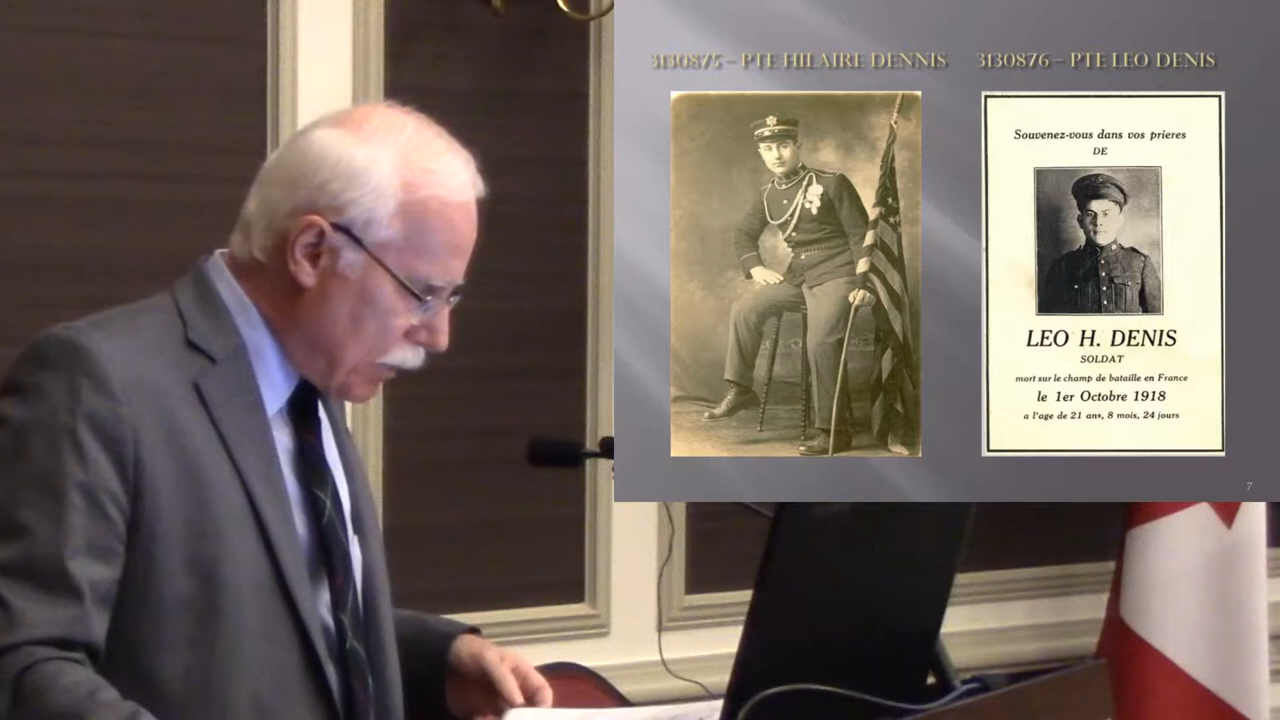 3130875 – PTE HILAIRE DENNIS
3130876 – PTE LEO DENIS
Souvenez-vous dans vos prieres
DE
LEO H. DENIS
SOLDAT
mort sur le champ de bataille en France
le 1er Octobre 1918
a l'age de 21 ans, 8 mois, 24 jours
7